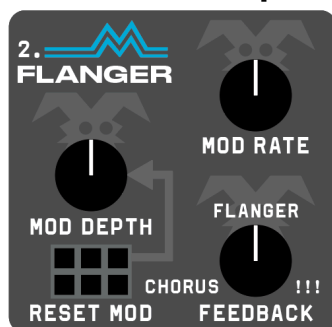 2.
FLANGER
MOD RATE
MOD DEPTH
FLANGER
CHORUS !!!
RESET MOD FEEDBACK